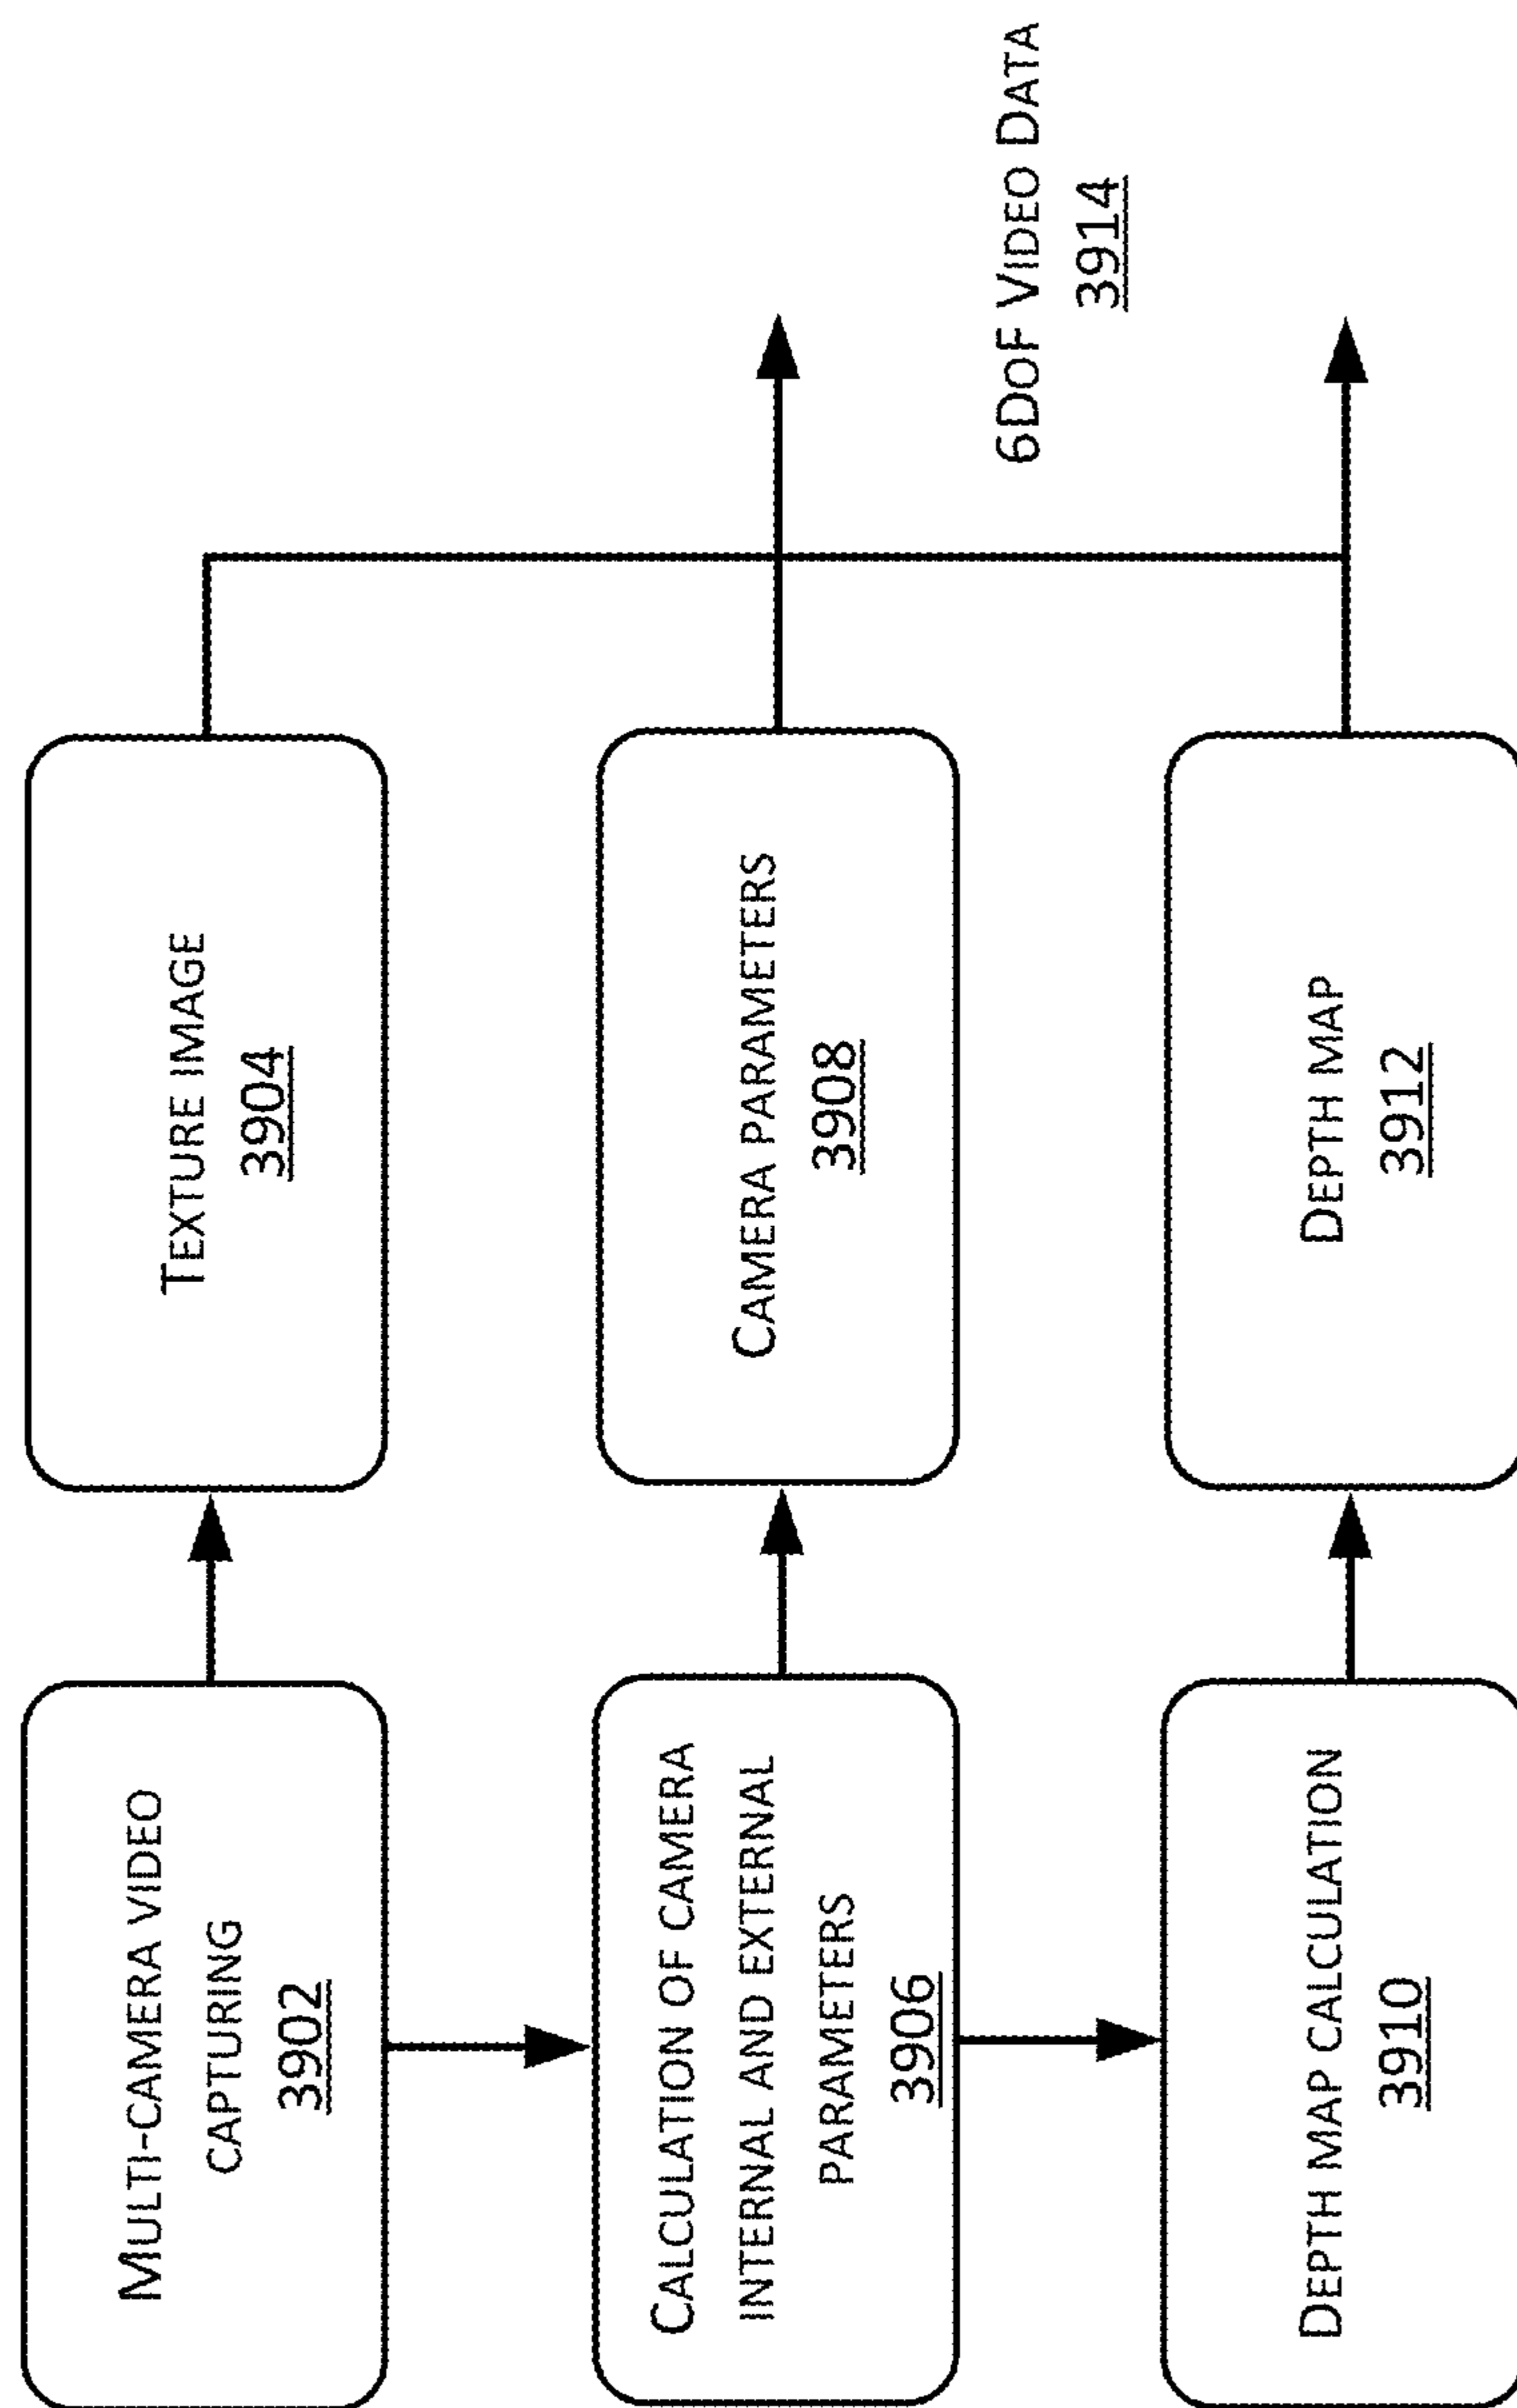 Multi-camera video
capturing
3902
Texture image
3904
Calculation of camera
internal and external
parameters
3906
Camera parameters
3908
6DoF Video Data
3914
Depth map calculation
3910
Depth map
3912